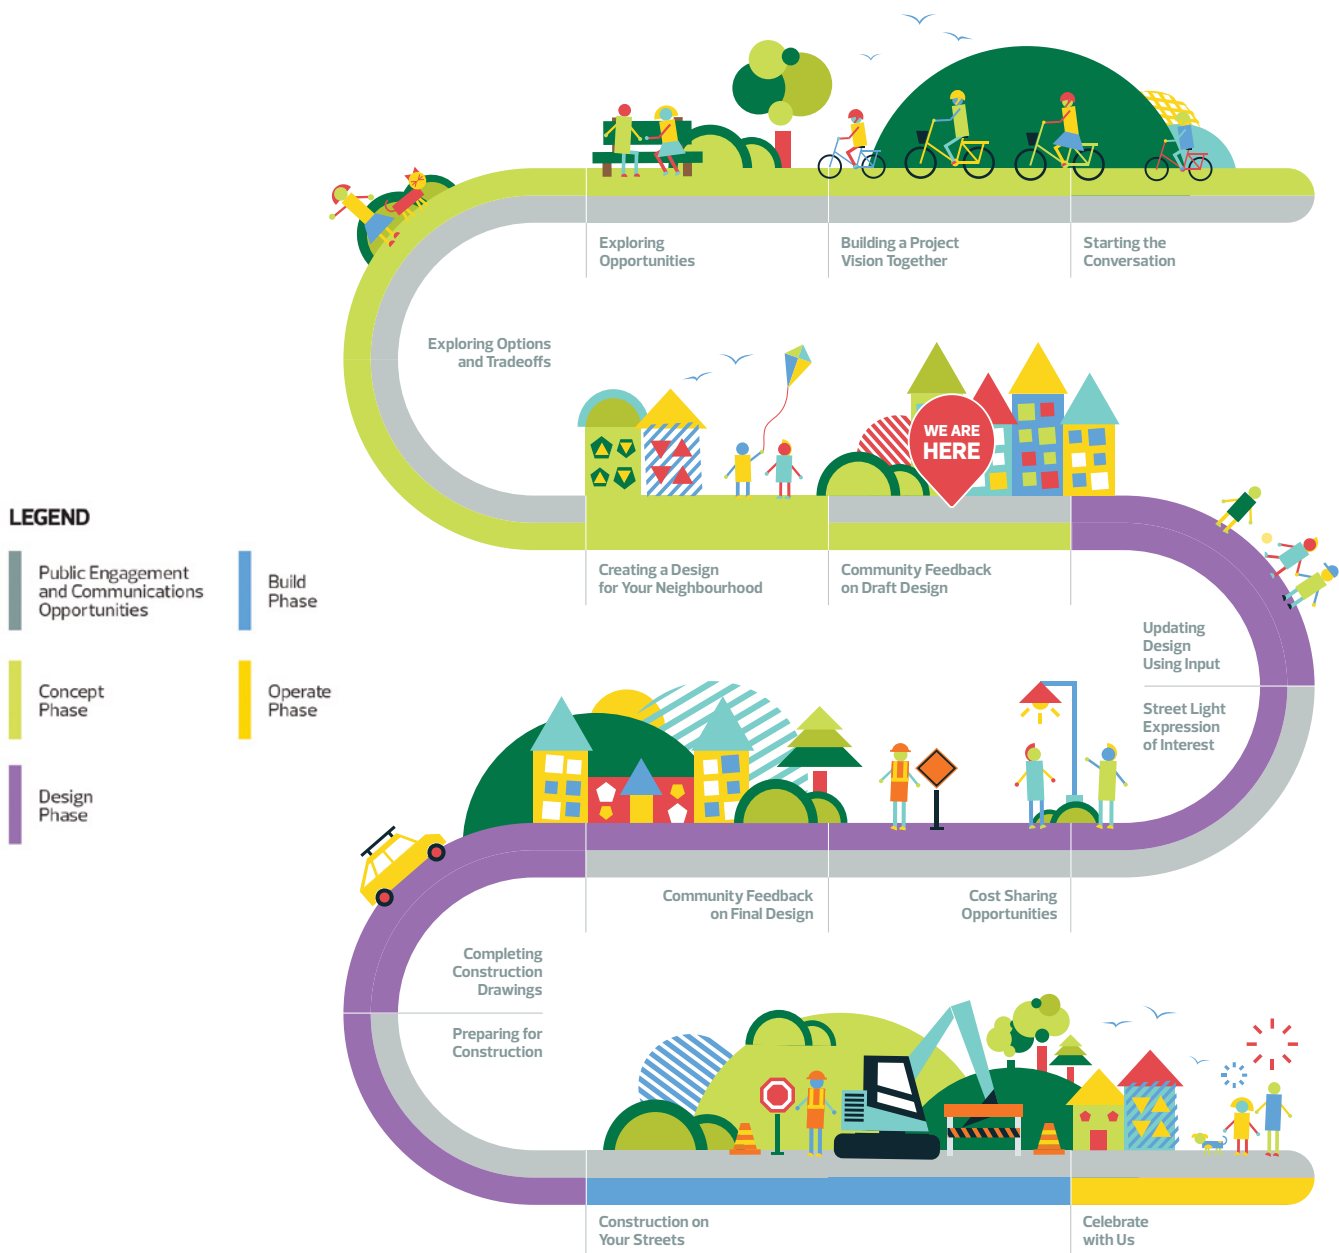 Exploring
Opportunities
Building a Project
Vision Together
Starting the
Conversation
Exploring Options
and Tradeoffs
WE ARE
HERE
LEGEND
Public Engagement
and Communications
Opportunities
Build
Phase
Concept
Phase
Operate
Phase
Design
Phase
Creating a Design
for Your Neighbourhood
Community Feedback
on Draft Design
Updating
Design
Using Input
Street Light
Expression
of Interest
Community Feedback
on Final Design
Cost Sharing
Opportunities
Completing
Construction
Drawings
Preparing for
Construction
Construction on
Your Streets
Celebrate
with Us